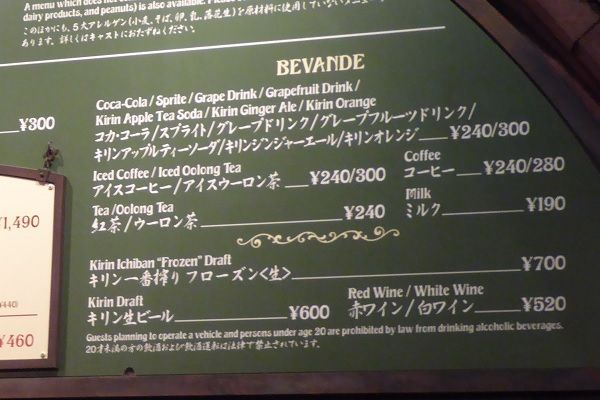 A menu which does not
dairy products, and peanuts) is also available. Please
このほかにも、5大アレルゲン(小麦、そば、卵、乳、落花生)を原材料に使用していないメニュー
あります。詳しくはキャストにおたずねください。
BEVANDE
Coca-Cola / Sprite / Grape Drink / Grapefruit Drink /
Kirin Apple Tea Soda / Kirin Ginger Ale / Kirin Orange
コカ・コーラ/スプライト/グレープドリンク/グレープフルーツドリンク/
キリンアップルティーソーダ/キリンジンジャーエール/キリンオレンジ ¥240/300
¥300
Iced Coffee / Iced Oolong Tea
アイスコーヒー/アイスウーロン茶 ¥240/300
Coffee
コーヒー ¥240/280
Tea / Oolong Tea
紅茶/ウーロン茶 ¥240
Milk
ミルク ¥190
¥1,490
Kirin Ichiban "Frozen" Draft
キリン一番搾り フローズン<生> ¥700
Kirin Draft
キリン生ビール ¥600
Red Wine / White Wine
赤ワイン/白ワイン ¥520
¥440)
¥460
Guests planning to operate a vehicle and persons under age 20 are prohibited by law from drinking alcoholic beverages.
20才未満の方の飲酒および飲酒運転は法律で禁止されています。